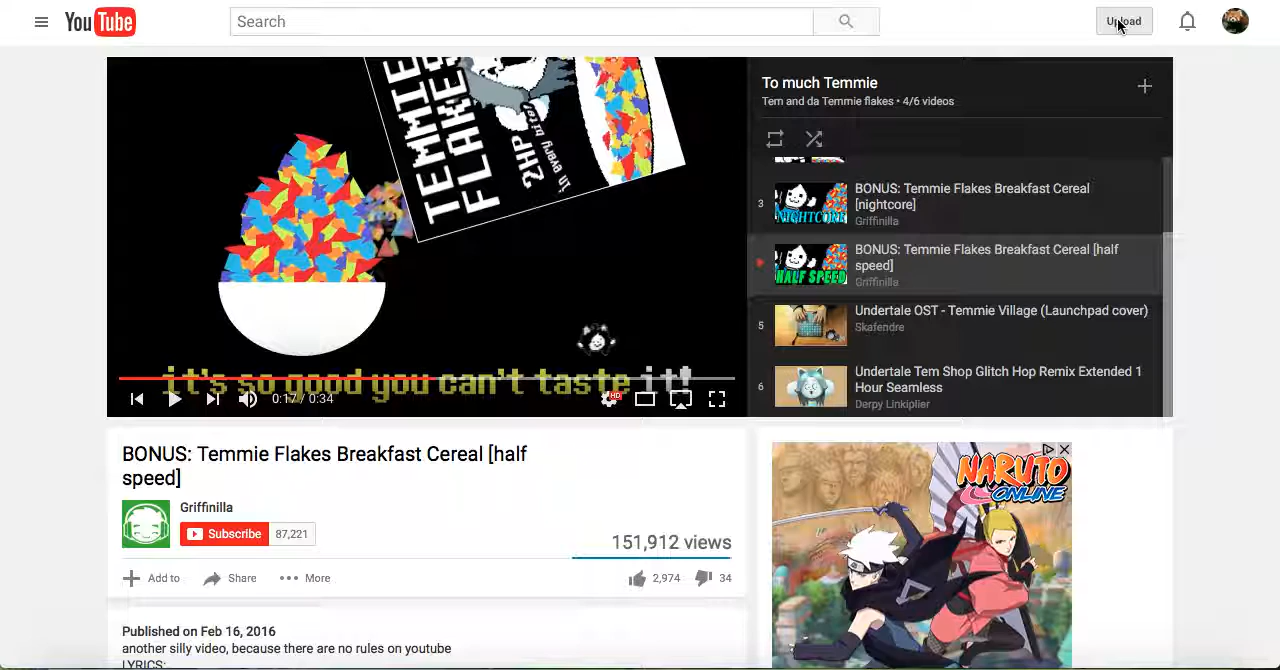 YouTube
Search
Upload
TEMMIE
FLAKES
2HP
in every bite!
it's so good you can't taste it!
0:17 / 0:34
HD
To much Temmie
Tem and da Temmie flakes • 4/6 videos
3
BONUS: Temmie Flakes Breakfast Cereal
[nightcore]
Griffinilla
NIGHTCORE
BONUS: Temmie Flakes Breakfast Cereal [half
speed]
Griffinilla
HALF SPEED
5
Undertale OST - Temmie Village (Launchpad cover)
Skafendre
6
Undertale Tem Shop Glitch Hop Remix Extended 1
Hour Seamless
Derpy Linkiplier
BONUS: Temmie Flakes Breakfast Cereal [half
speed]
Griffinilla
Subscribe 87,221
151,912 views
Add to Share More
2,974 34
Published on Feb 16, 2016
another silly video, because there are no rules on youtube
LYRICS:
NARUTO
ONLINE